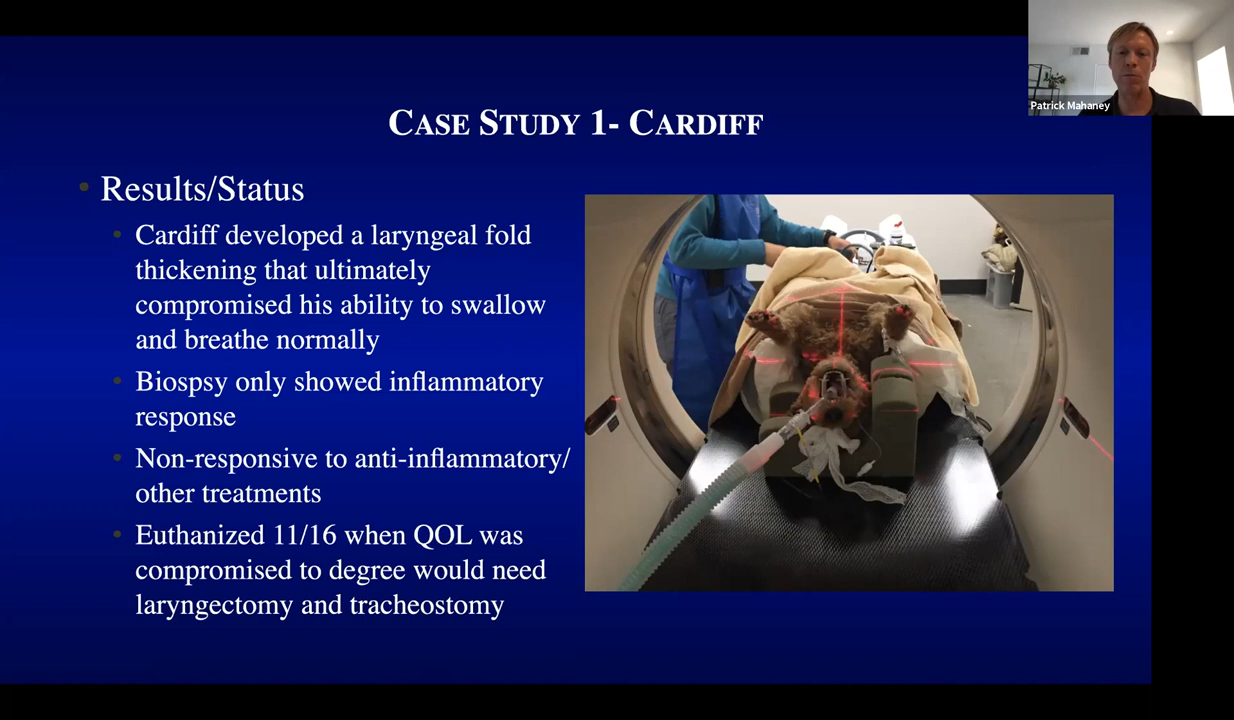 Patrick Mahaney
CASE STUDY 1- CARDIFF
• Results/Status
• Cardiff developed a laryngeal fold
thickening that ultimately
compromised his ability to swallow
and breathe normally
• Biospsy only showed inflammatory
response
• Non-responsive to anti-inflammatory/
other treatments
• Euthanized 11/16 when QOL was
compromised to degree would need
laryngectomy and tracheostomy